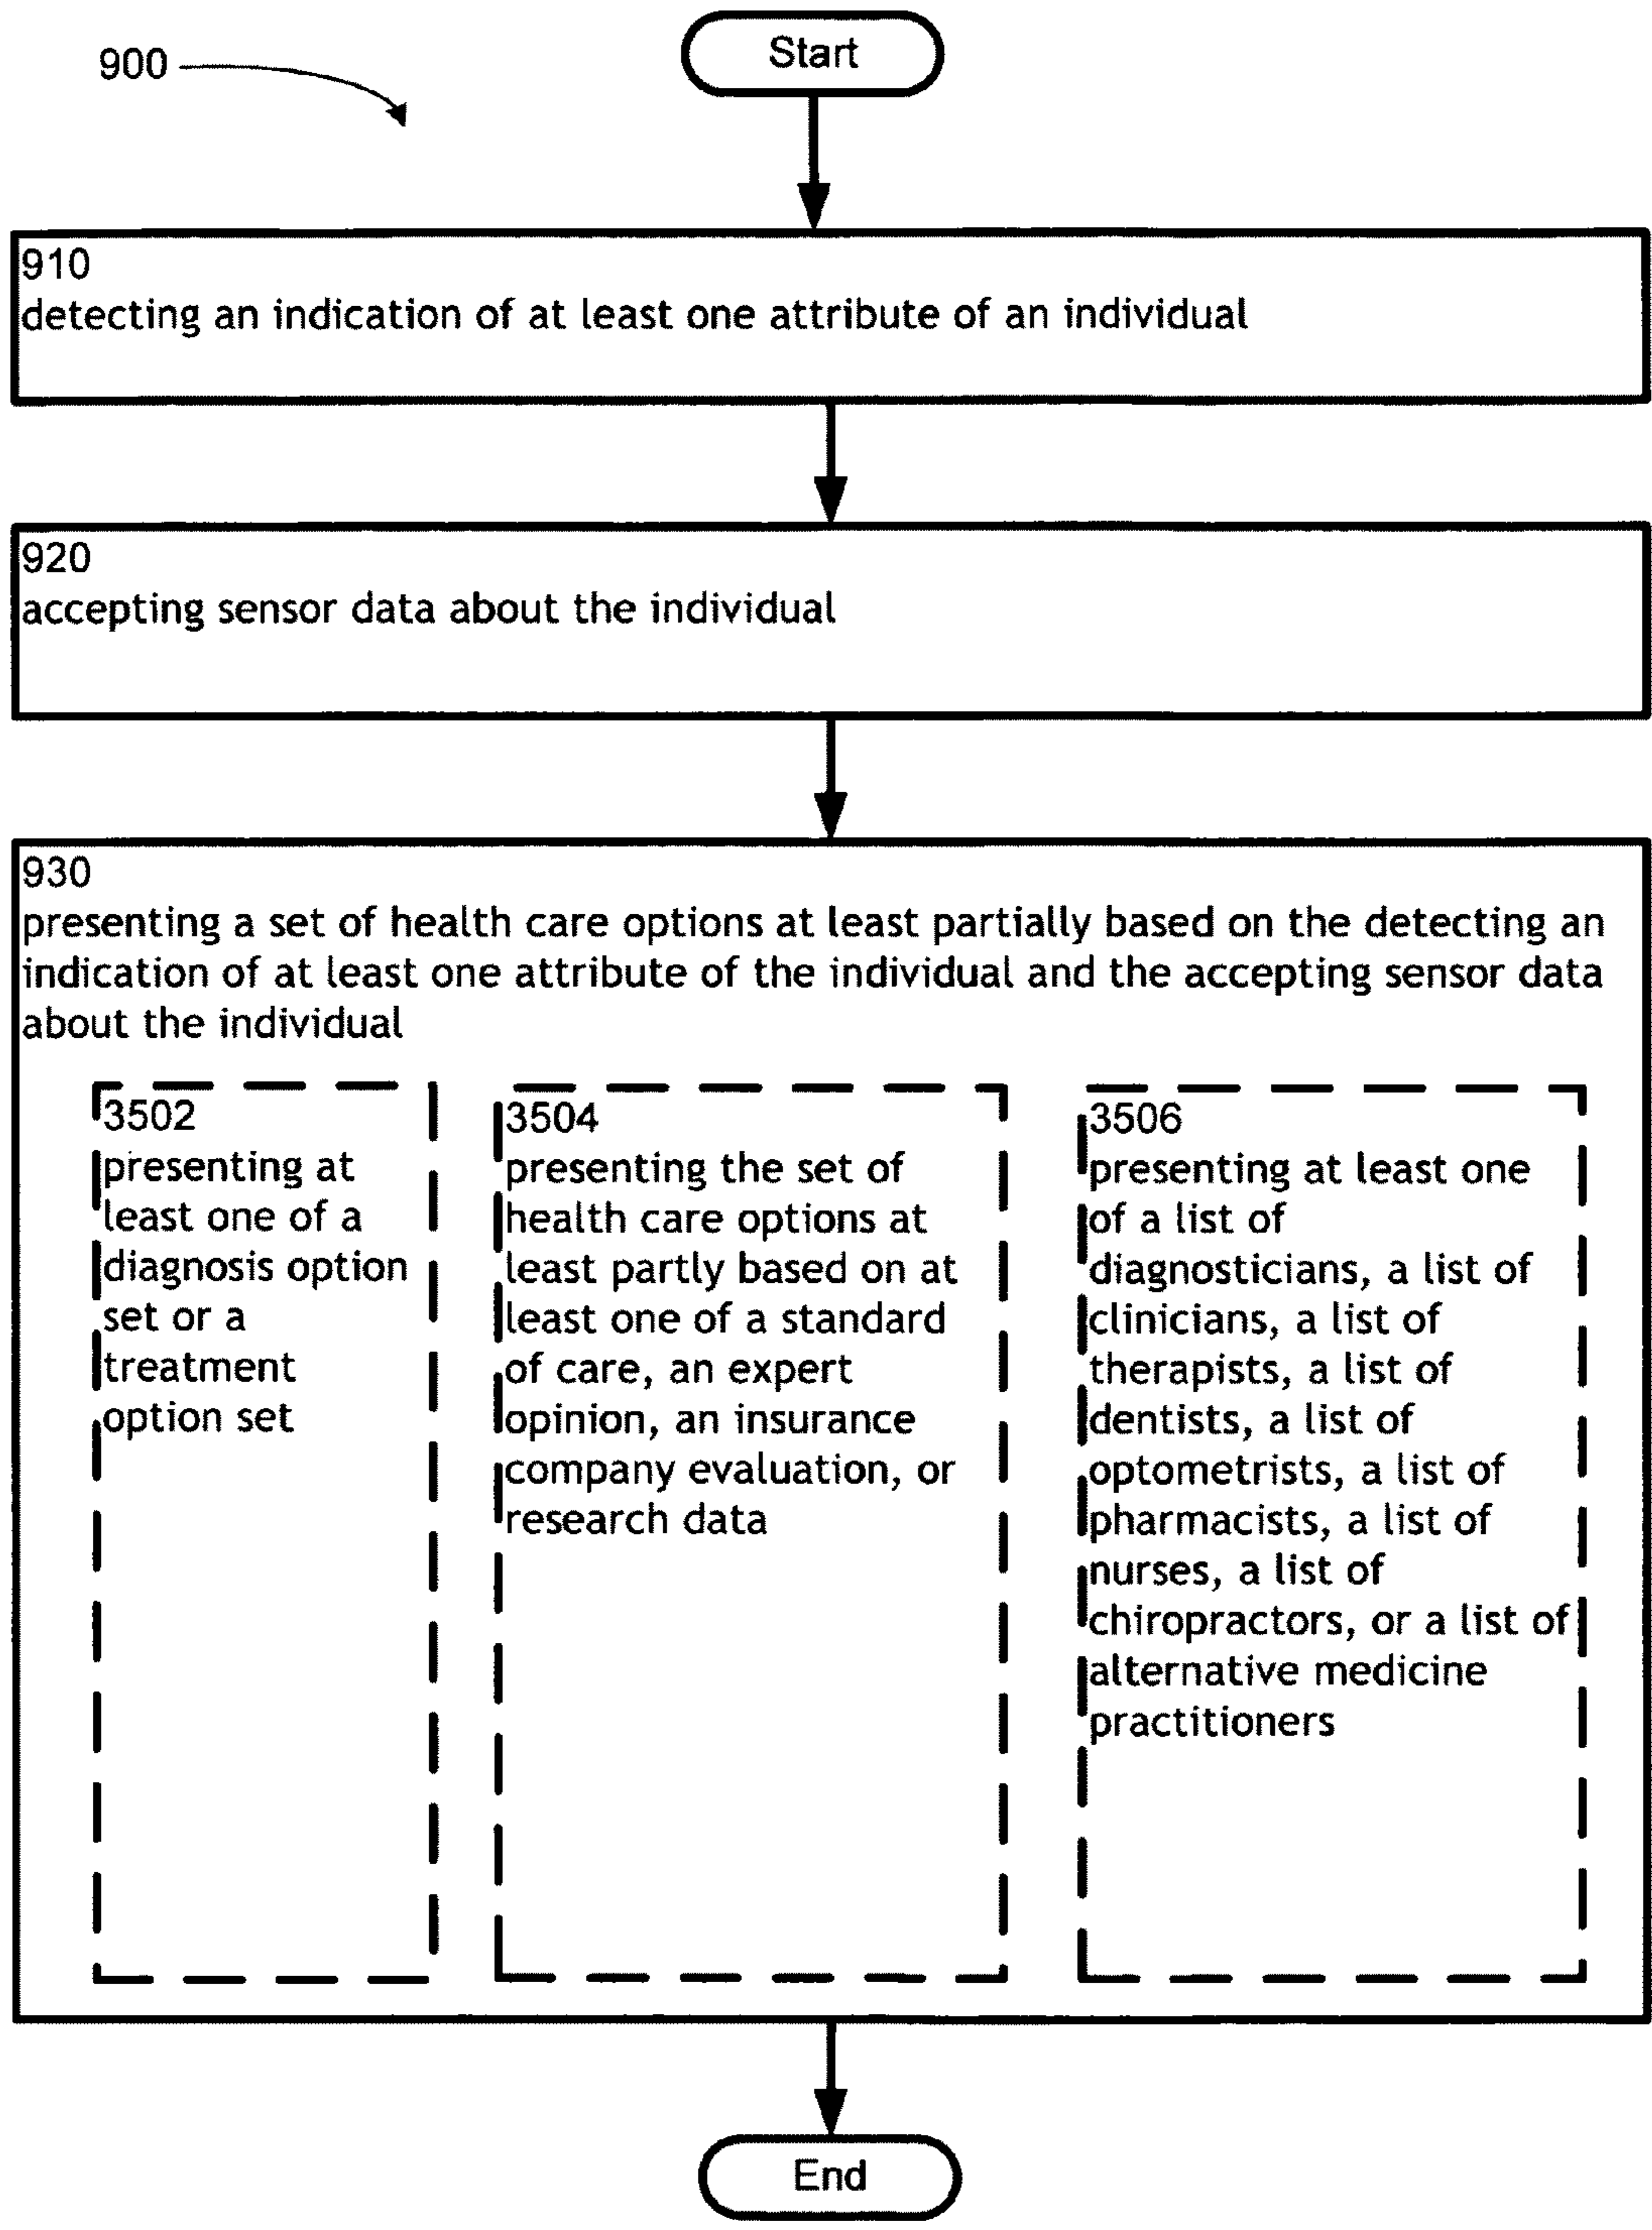 900
Start
910
detecting an indication of at least one attribute of an individual
920
accepting sensor data about the individual
930
presenting a set of health care options at least partially based on the detecting an
indication of at least one attribute of the individual and the accepting sensor data
about the individual
3502
presenting at
least one of a
diagnosis option
set or a
treatment
option set
3504
presenting the set of
health care options at
least partly based on at
least one of a standard
of care, an expert
opinion, an insurance
company evaluation, or
research data
3506
presenting at least one
of a list of
diagnosticians, a list of
clinicians, a list of
therapists, a list of
dentists, a list of
optometrists, a list of
pharmacists, a list of
nurses, a list of
chiropractors, or a list of
alternative medicine
practitioners
End